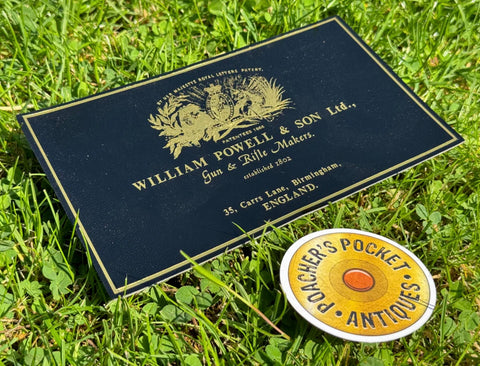 BY HER MAJESTYS ROYAL LETTERS PATENT.
PATENTEES 1866
WILLIAM POWELL & SON Ltd.,
Gun & Rifle Makers.
established 1802
35, Carrs Lane, Birmingham,
ENGLAND.
POACHER'S POCKET
• ANTIQUES •